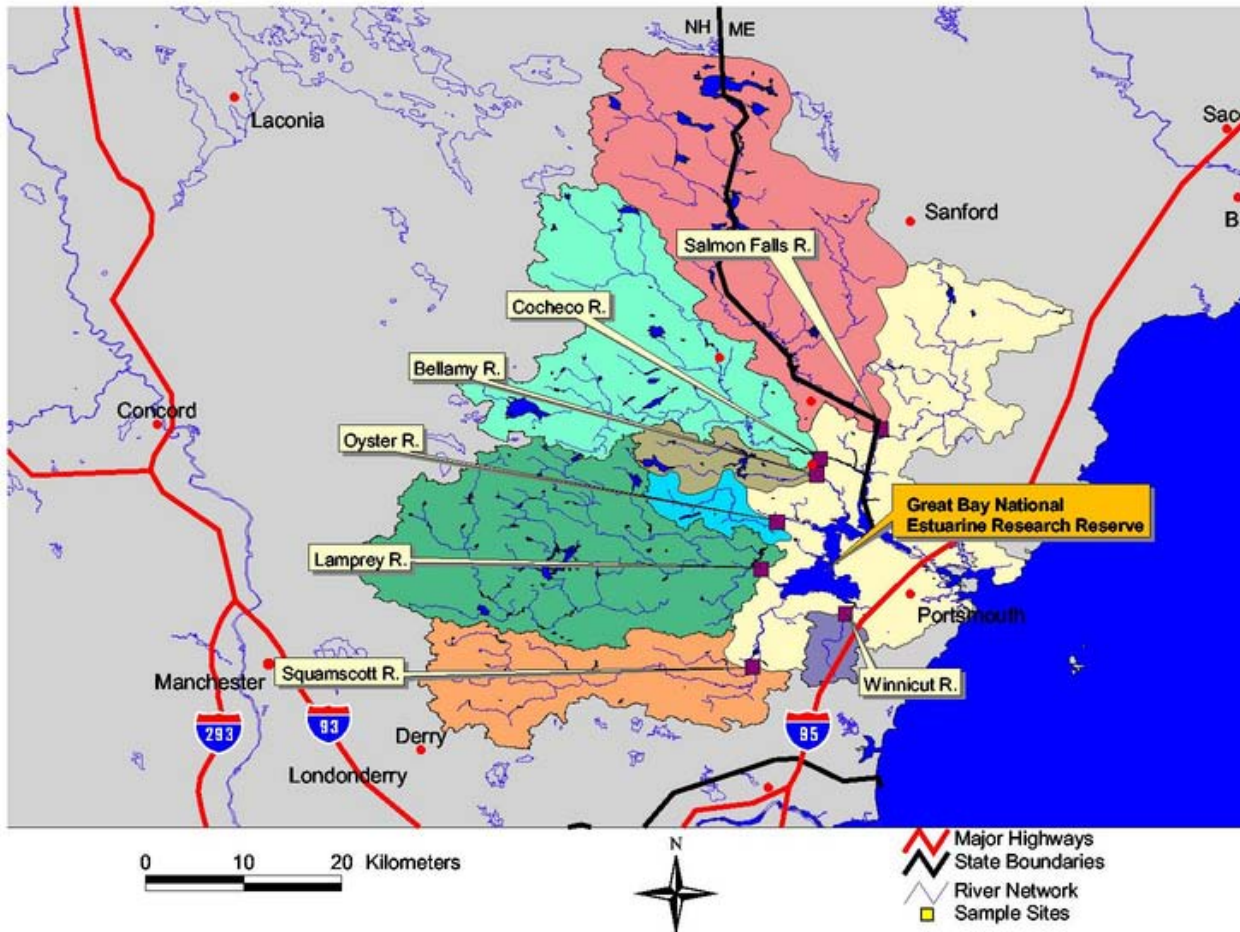 NH ME
Laconia
Sac
Sanford
B
Salmon Falls R.
Cocheco R.
Bellamy R.
Concord
Oyster R.
Great Bay National
Estuarine Research Reserve
Lamprey R.
Portsmouth
Squamscott R.
Manchester
Winnicut R.
293
93
95
Derry
Londonderry
0 10 20 Kilometers
N
Major Highways
State Boundaries
River Network
Sample Sites